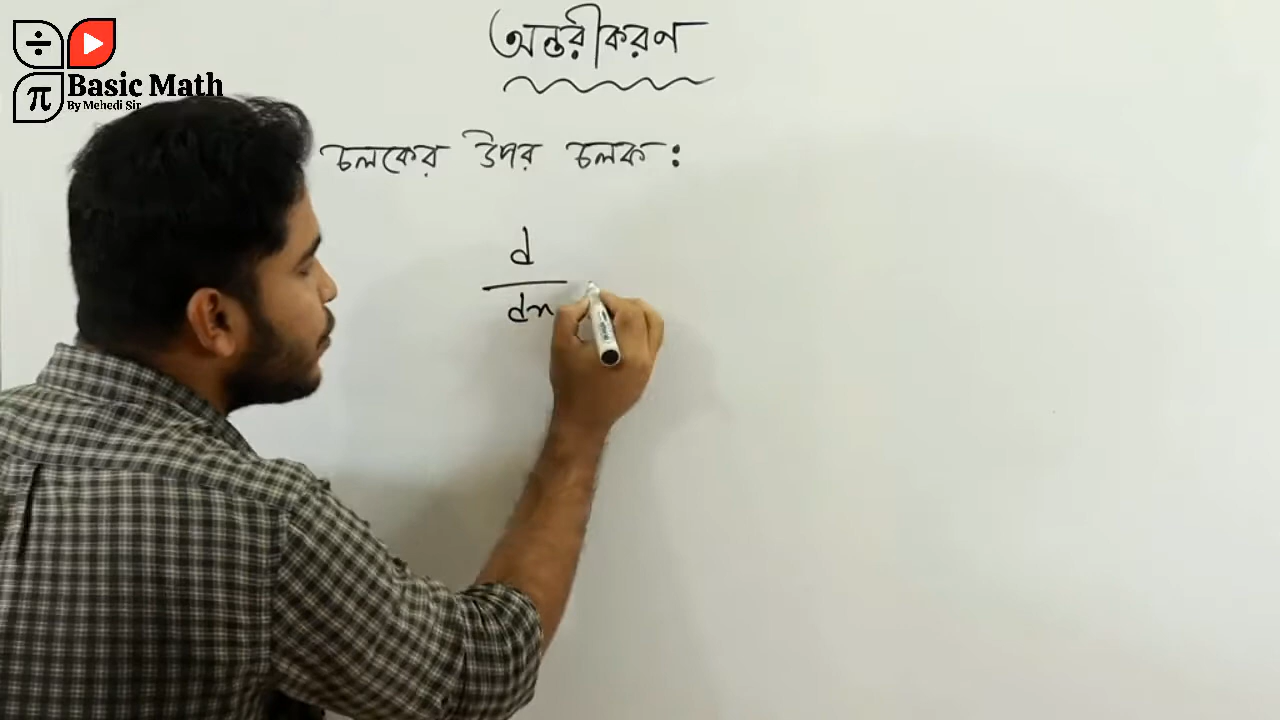 Basic Math
By Mehedi Sir
অন্তরীকরণ
চলকের উপর চলক :
d
dx